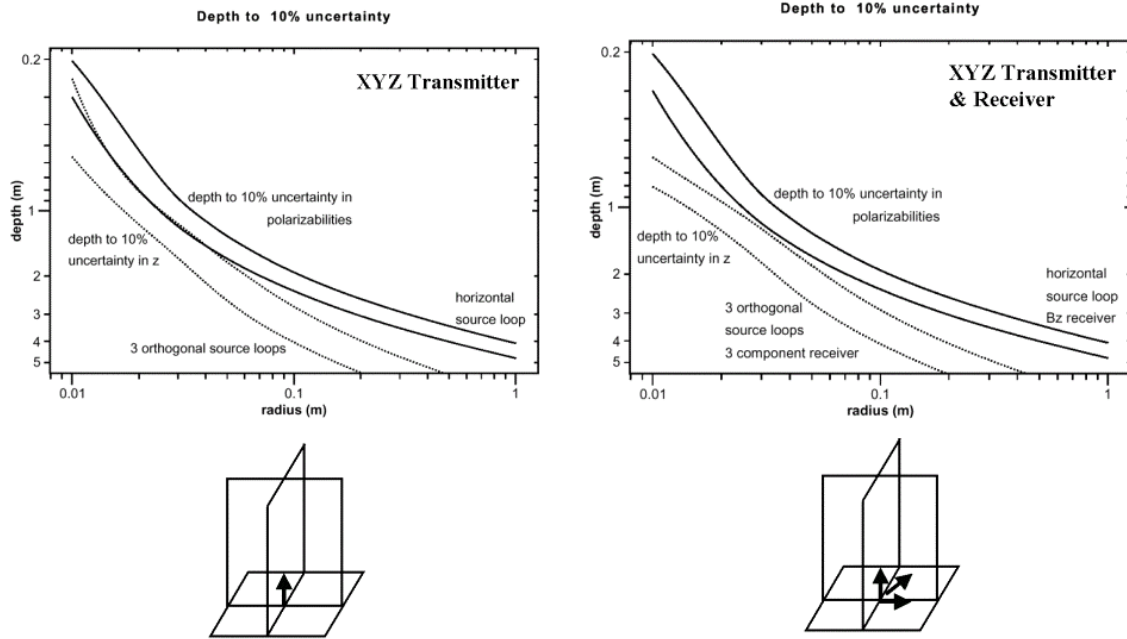 Depth to 10% uncertainty
XYZ Transmitter
0.2
1
2
3
4
5
depth (m)
depth to 10% uncertainty in
polarizabilities
depth to 10%
uncertainty in z
horizontal
source loop
3 orthogonal source loops
0.01
0.1
1
radius (m)
Depth to 10% uncertainty
XYZ Transmitter
& Receiver
0.2
1
2
3
4
5
depth (m)
depth to 10% uncertainty in
polarizabilities
depth to 10%
uncertainty in z
horizontal
source loop
Bz receiver
3 orthogonal
source loops
3 component receiver
0.01
0.1
1
radius (m)